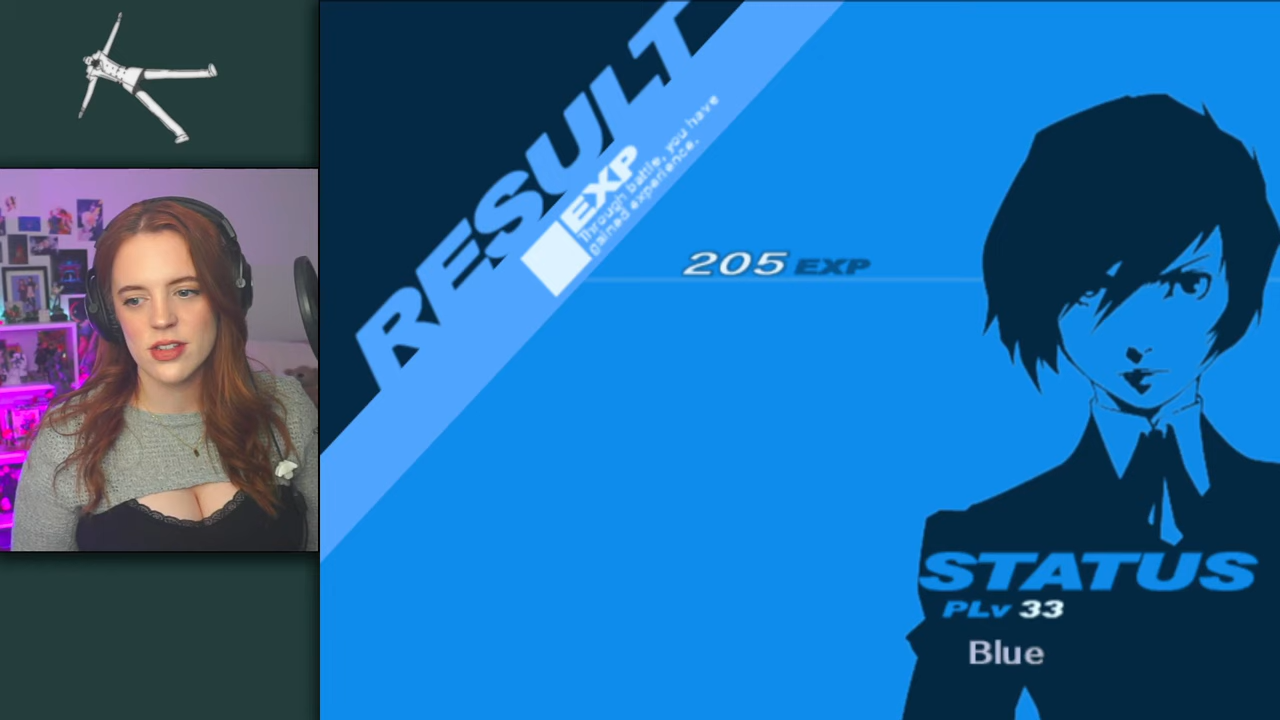 RESULT
EXP
Through battle, you have
gained experience.
205 EXP
STATUS
PLv 33
Blue